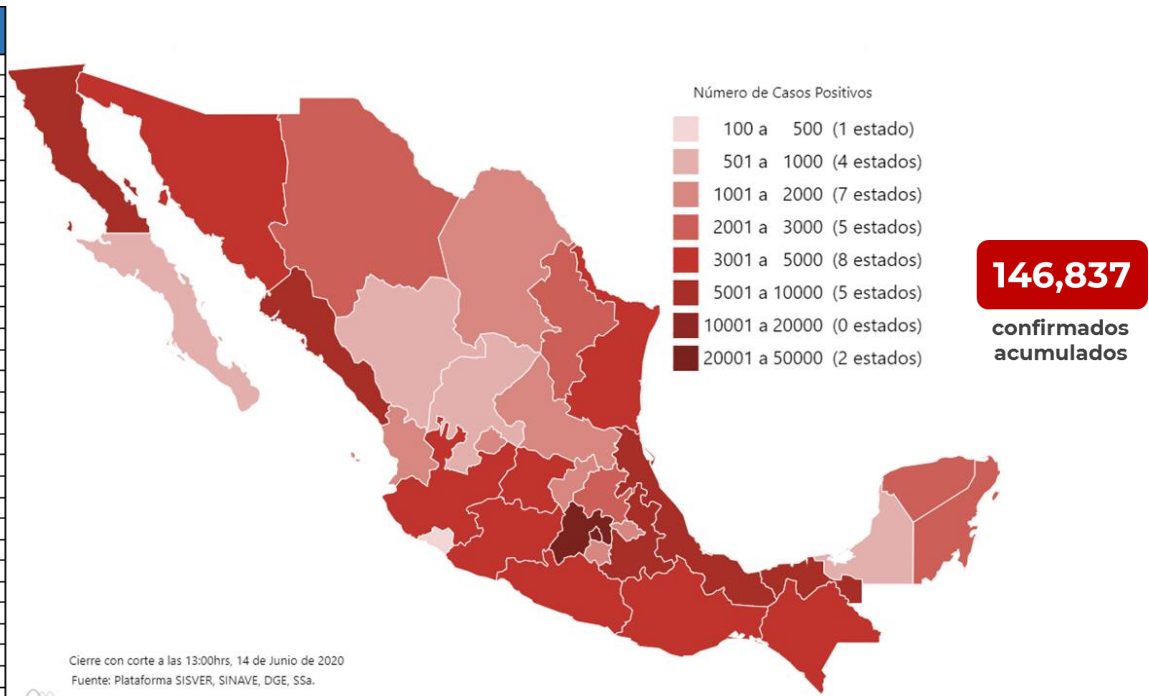 Número de Casos Positivos
100 a 500 (1 estado)
501 a 1000 (4 estados)
1001 a 2000 (7 estados)
2001 a 3000 (5 estados)
3001 a 5000 (8 estados)
5001 a 10000 (5 estados)
10001 a 20000 (0 estados)
20001 a 50000 (2 estados)
146,837
confirmados
acumulados
Cierre con corte a las 13:00hrs, 14 de Junio de 2020
Fuente: Plataforma SISVER, SINAVE, DGE, SSa.